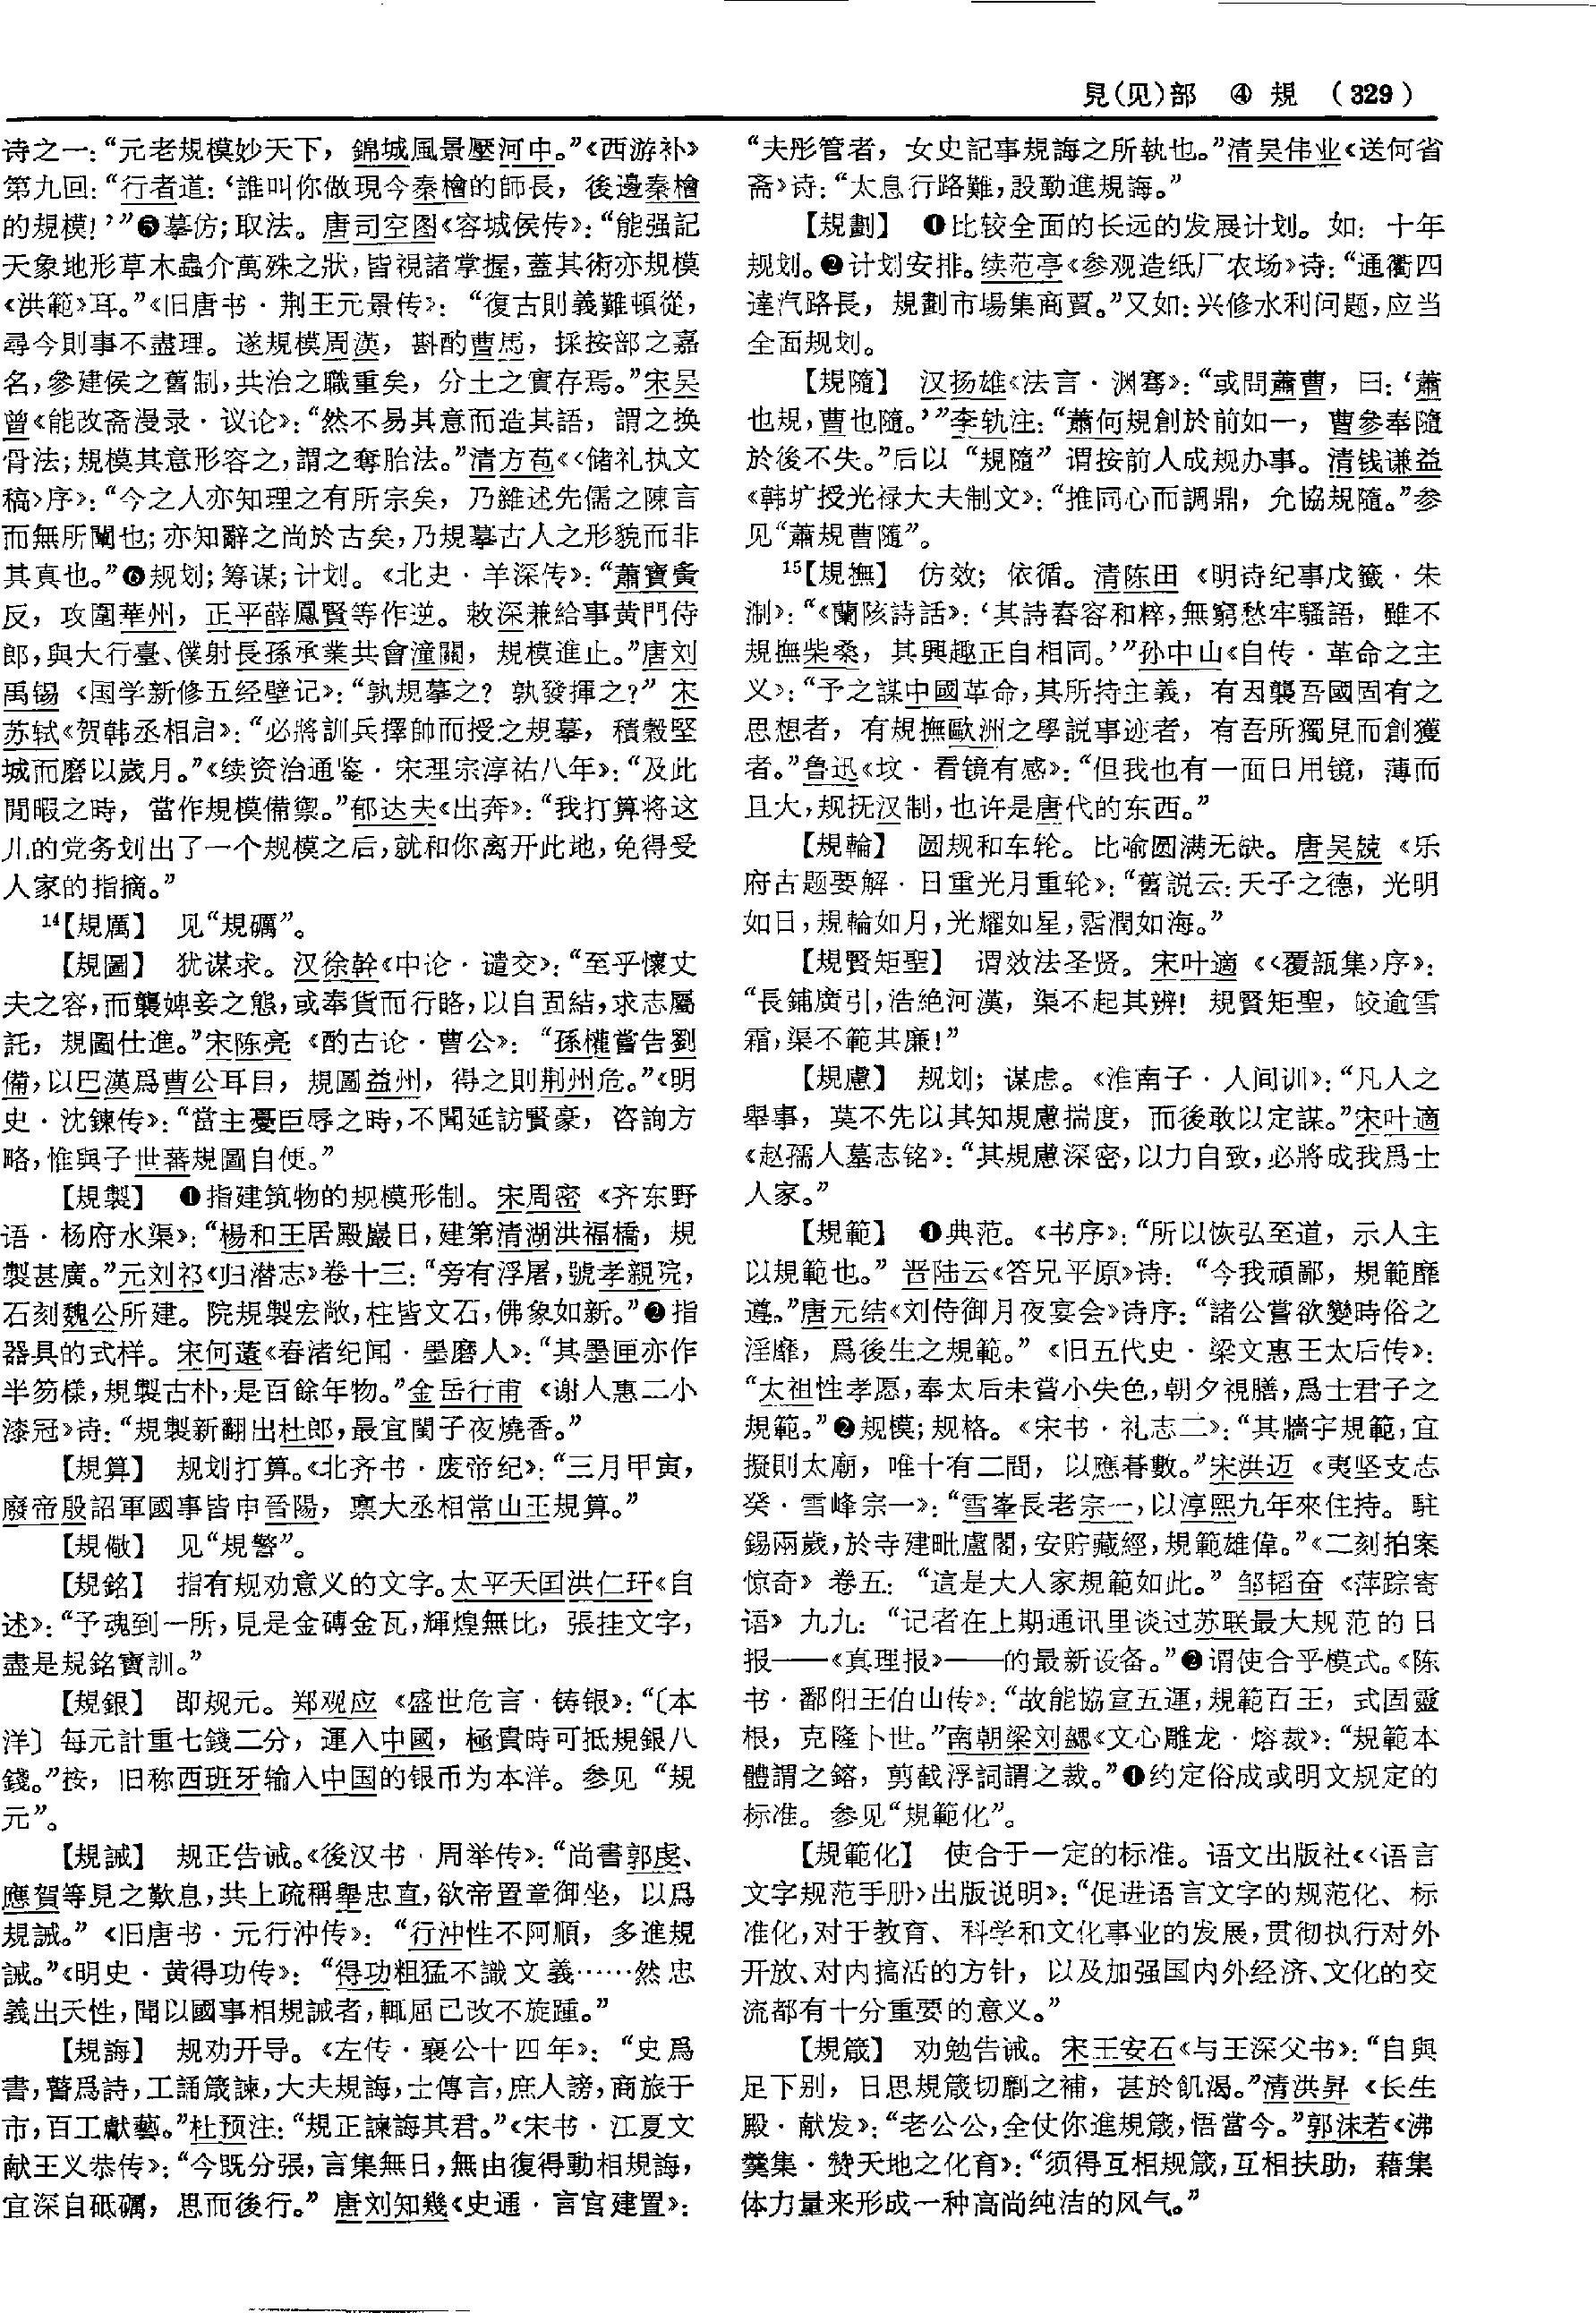 見(见)部 ④ 規 (329)
诗之一:“元老規模妙天下，錦城風景壓河中。”《西游补》
第九回:“行者道:‘誰叫你做現今秦檜的師長，後邊秦檜
的規模!’”❺摹仿;取法。唐司空图《容城侯传》:“能强記
天象地形草木蟲介萬殊之狀，皆視諸掌握，蓋其術亦規模
《洪範》耳。”《旧唐书·荆王元景传》:“復古則義難頓從，
尋今則事不盡理。遂規模周漢，斟酌曹馬，採按部之嘉
名，參建侯之舊制，共治之職重矣，分土之實存焉。”宋吴
曾《能改斋漫录·议论》:“然不易其意而造其語，謂之换
骨法;規模其意形容之，謂之奪胎法。”清方苞《〈储礼执文
稿〉序》:“今之人亦知理之有所宗矣，乃雜述先儒之陳言
而無所闡也;亦知辭之尚於古矣，乃規摹古人之形貌而非
其真也。”❻规划;筹谋;计划。《北史·羊深传》:“蕭寶夤
反，攻圍華州，正平薛鳳賢等作逆。敕深兼給事黄門侍
郎，與大行臺、僕射長孫承業共會潼關，規模進止。”唐刘
禹锡《国学新修五经壁记》:“孰規摹之?孰發揮之?”宋
苏轼《贺韩丞相启》:“必將訓兵擇帥而授之規摹，積穀堅
城而磨以歲月。”《续资治通鉴·宋理宗淳祐八年》:“及此
閒暇之時，當作規模備禦。”郁达夫《出奔》:“我打算将这
儿的党务划出了一个规模之后，就和你离开此地，免得受
人家的指摘。”
14【規厲】 见“規礪”。
【規圖】 犹谋求。汉徐幹《中论·谴交》:“至乎懷丈
夫之容，而襲婢妾之態，或奉貨而行賂，以自固結，求志屬
託，規圖仕進。”宋陈亮《酌古论·曹公》:“孫權嘗告劉
備，以巴漢爲曹公耳目，規圖益州，得之則荆州危。”《明
史·沈鍊传》:“當主憂臣辱之時，不聞延訪賢豪，咨詢方
略，惟與子世蕃規圖自便。”
【規製】 ❶指建筑物的规模形制。宋周密《齐东野
语·杨府水渠》:“楊和王居殿巖日，建第清湖洪福橋，規
製甚廣。”元刘祁《归潜志》卷十三:“旁有浮屠，號孝親院，
石刻魏公所建。院規製宏敞，柱皆文石，佛象如新。”❷指
器具的式样。宋何薳《春渚纪闻·墨磨人》:“其墨匣亦作
半笏樣，規製古朴，是百餘年物。”金岳行甫《谢人惠二小
漆冠》诗:“規製新翻出杜郎，最宜閨子夜燒香。”
【規算】 规划打算。《北齐书·废帝纪》:“三月甲寅，
廢帝殷詔軍國事皆申晉陽，禀大丞相常山王規算。”
【規儆】 见“規警”。
【規銘】 指有规劝意义的文字。太平天国洪仁玕《自
述》:“予魂到一所，見是金磚金瓦，輝煌無比，張挂文字，
盡是規銘寶訓。”
【規銀】 即规元。郑观应《盛世危言·铸银》:“〔本
洋〕每元計重七錢二分，運入中國，極貴時可抵規銀八
錢。”按，旧称西班牙输入中国的银币为本洋。参见“规
元”。
【規誡】 规正告诫。《後汉书·周举传》:“尚書郭虔、
應賀等見之歎息，共上疏稱舉忠直，欲帝置章御坐，以爲
規誡。”《旧唐书·元行沖传》:“行沖性不阿順，多進規
誡。”《明史·黄得功传》:“得功粗猛不識文義……然忠
義出天性，聞以國事相規誡者，輒屈己改不旋踵。”
【規誨】 规劝开导。《左传·襄公十四年》:“史爲
書，瞽爲詩，工誦箴諫，大夫規誨，士傳言，庶人謗，商旅于
市，百工獻藝。”杜预注:“規正諫誨其君。”《宋书·江夏文
献王义恭传》:“今既分張，言集無日，無由復得動相規誨，
宜深自砥礪，思而後行。”唐刘知幾《史通·言官建置》:
“夫彤管者，女史記事規誨之所執也。”清吴伟业《送何省
斋》诗:“太息行路難，殷勤進規誨。”
【規劃】 ❶比较全面的长远的发展计划。如:十年
规划。❷计划安排。续范亭《参观造纸厂农场》诗:“通衢四
達汽路長，規劃市場集商賈。”又如:兴修水利问题，应当
全面规划。
【規隨】 汉扬雄《法言·渊骞》:“或問蕭曹，曰:‘蕭
也規，曹也隨。’”李轨注:“蕭何規創於前如一，曹參奉隨
於後不失。”后以“規隨”谓按前人成规办事。清钱谦益
《韩圹授光禄大夫制文》:“推同心而調鼎，允協規隨。”参
见“蕭規曹隨”。
15【規撫】 仿效;依循。清陈田《明诗纪事戊籤·朱
淛》:“《蘭陔詩話》:‘其詩舂容和粹，無窮愁牢騷語，雖不
規撫柴桑，其興趣正自相同。’”孙中山《自传·革命之主
义》:“予之謀中國革命，其所持主義，有因襲吾國固有之
思想者，有規撫歐洲之學説事迹者，有吾所獨見而創獲
者。”鲁迅《坟·看镜有感》:“但我也有一面日用镜，薄而
且大，规抚汉制，也许是唐代的东西。”
【規輪】 圆规和车轮。比喻圆满无缺。唐吴兢《乐
府古题要解·日重光月重轮》:“舊説云:天子之德，光明
如日，規輪如月，光耀如星，霑潤如海。”
【規賢矩聖】 谓效法圣贤。宋叶適《〈覆瓿集〉序》:
“長鋪廣引，浩絶河漢，渠不起其辨!規賢矩聖，皎逾雪
霜，渠不範其廉!”
【規慮】 规划;谋虑。《淮南子·人间训》:“凡人之
舉事，莫不先以其知規慮揣度，而後敢以定謀。”宋叶適
《赵孺人墓志铭》:“其規慮深密，以力自致，必將成我爲士
人家。”
【規範】 ❶典范。《书序》:“所以恢弘至道，示人主
以規範也。”晋陆云《答兄平原》诗:“今我頑鄙，規範靡
遵。”唐元结《刘侍御月夜宴会》诗序:“諸公嘗欲變時俗之
淫靡，爲後生之規範。”《旧五代史·梁文惠王太后传》:
“太祖性孝愿，奉太后未嘗小失色，朝夕視膳，爲士君子之
規範。”❷规模;规格。《宋书·礼志二》:“其牆宇規範，宜
擬則太廟，唯十有二間，以應朞數。”宋洪迈《夷坚支志
癸·雪峰宗一》:“雪峯長老宗一，以淳熙九年來住持。駐
錫兩歲，於寺建毗盧閣，安貯藏經，規範雄偉。”《二刻拍案
惊奇》卷五:“這是大人家規範如此。”邹韬奋《萍踪寄
语》九九:“记者在上期通讯里谈过苏联最大规范的日
报——《真理报》——的最新设备。”❷谓使合乎模式。《陈
书·鄱阳王伯山传》:“故能協宣五運，規範百王，式固靈
根，克隆卜世。”南朝梁刘勰《文心雕龙·熔裁》:“規範本
體謂之鎔，剪截浮詞謂之裁。”❶约定俗成或明文规定的
标准。参见“規範化”。
【規範化】 使合于一定的标准。语文出版社《〈语言
文字规范手册〉出版说明》:“促进语言文字的规范化、标
准化，对于教育、科学和文化事业的发展，贯彻执行对外
开放、对内搞活的方针，以及加强国内外经济、文化的交
流都有十分重要的意义。”
【規箴】 劝勉告诫。宋王安石《与王深父书》:“自與
足下别，日思規箴切劘之補，甚於飢渴。”清洪昇《长生
殿·献发》:“老公公，全仗你進規箴，悟當今。”郭沫若《沸
羹集·赞天地之化育》:“须得互相规箴，互相扶助，藉集
体力量来形成一种高尚纯洁的风气。”